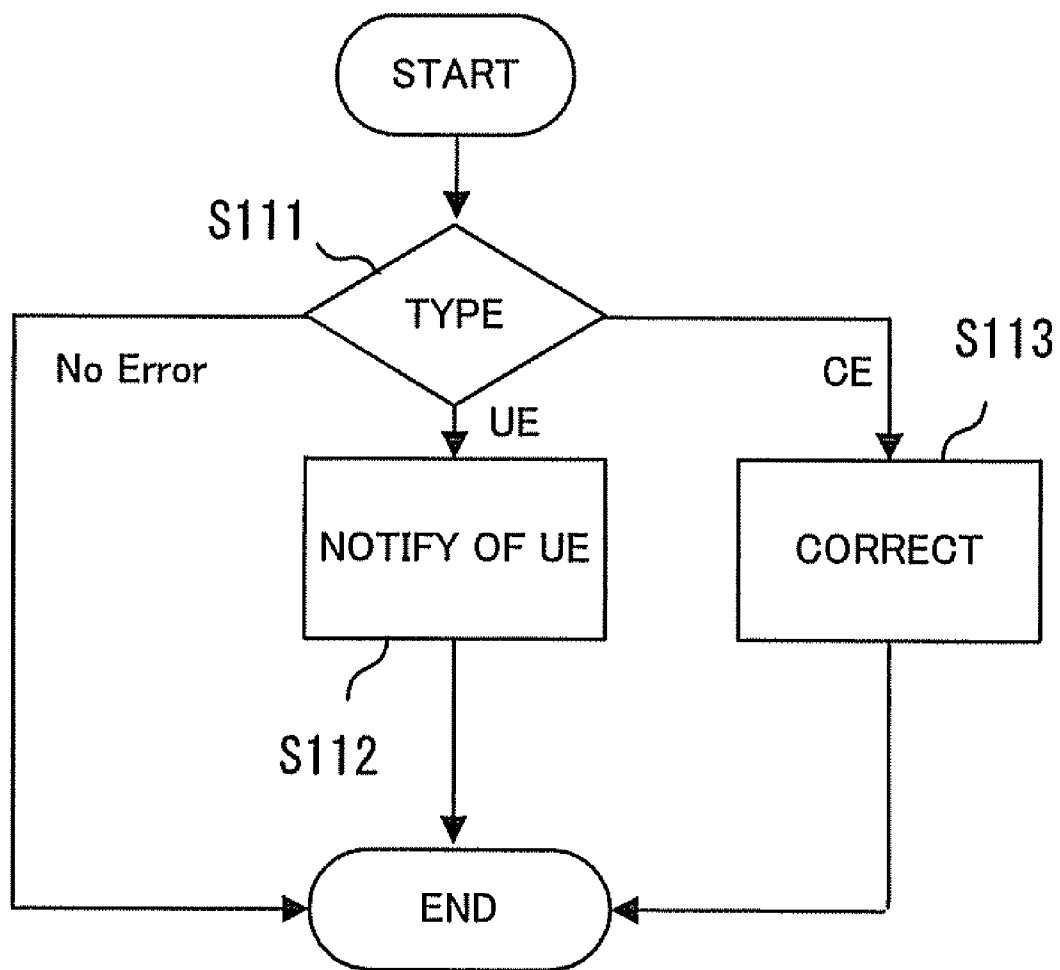 START
S111
TYPE
No Error
UE
CE
S113
NOTIFY OF UE
CORRECT
S112
END